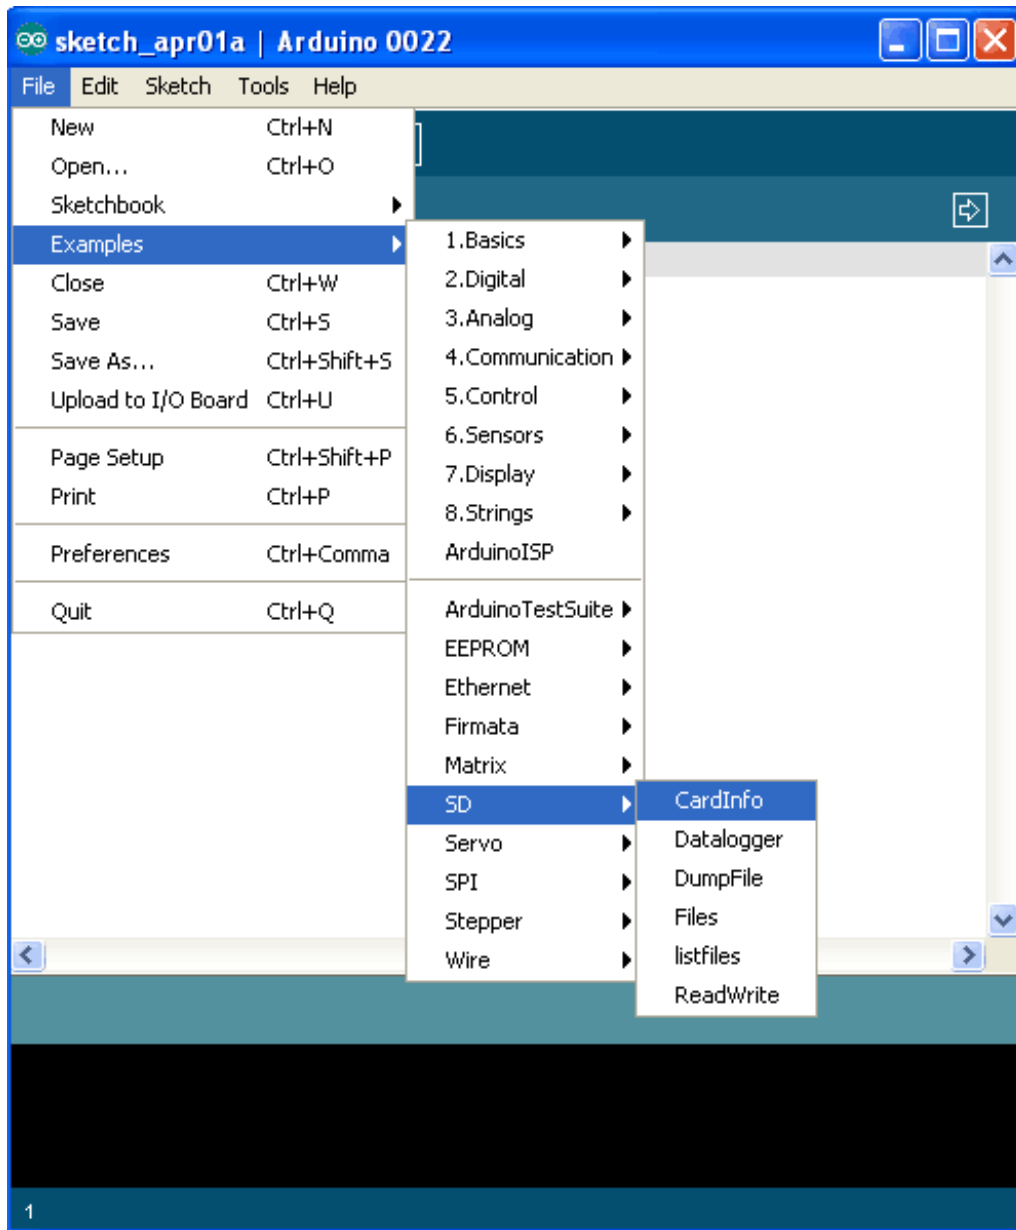 sketch_apr01a | Arduino 0022
File Edit Sketch Tools Help
New Ctrl+N
Open... Ctrl+O
Sketchbook
Examples
Close Ctrl+W
Save Ctrl+S
Save As... Ctrl+Shift+S
Upload to I/O Board Ctrl+U
Page Setup Ctrl+Shift+P
Print Ctrl+P
Preferences Ctrl+Comma
Quit Ctrl+Q
1.Basics
2.Digital
3.Analog
4.Communication
5.Control
6.Sensors
7.Display
8.Strings
ArduinoISP
ArduinoTestSuite
EEPROM
Ethernet
Firmata
Matrix
SD
Servo
SPI
Stepper
Wire
CardInfo
Datalogger
DumpFile
Files
listfiles
ReadWrite
1